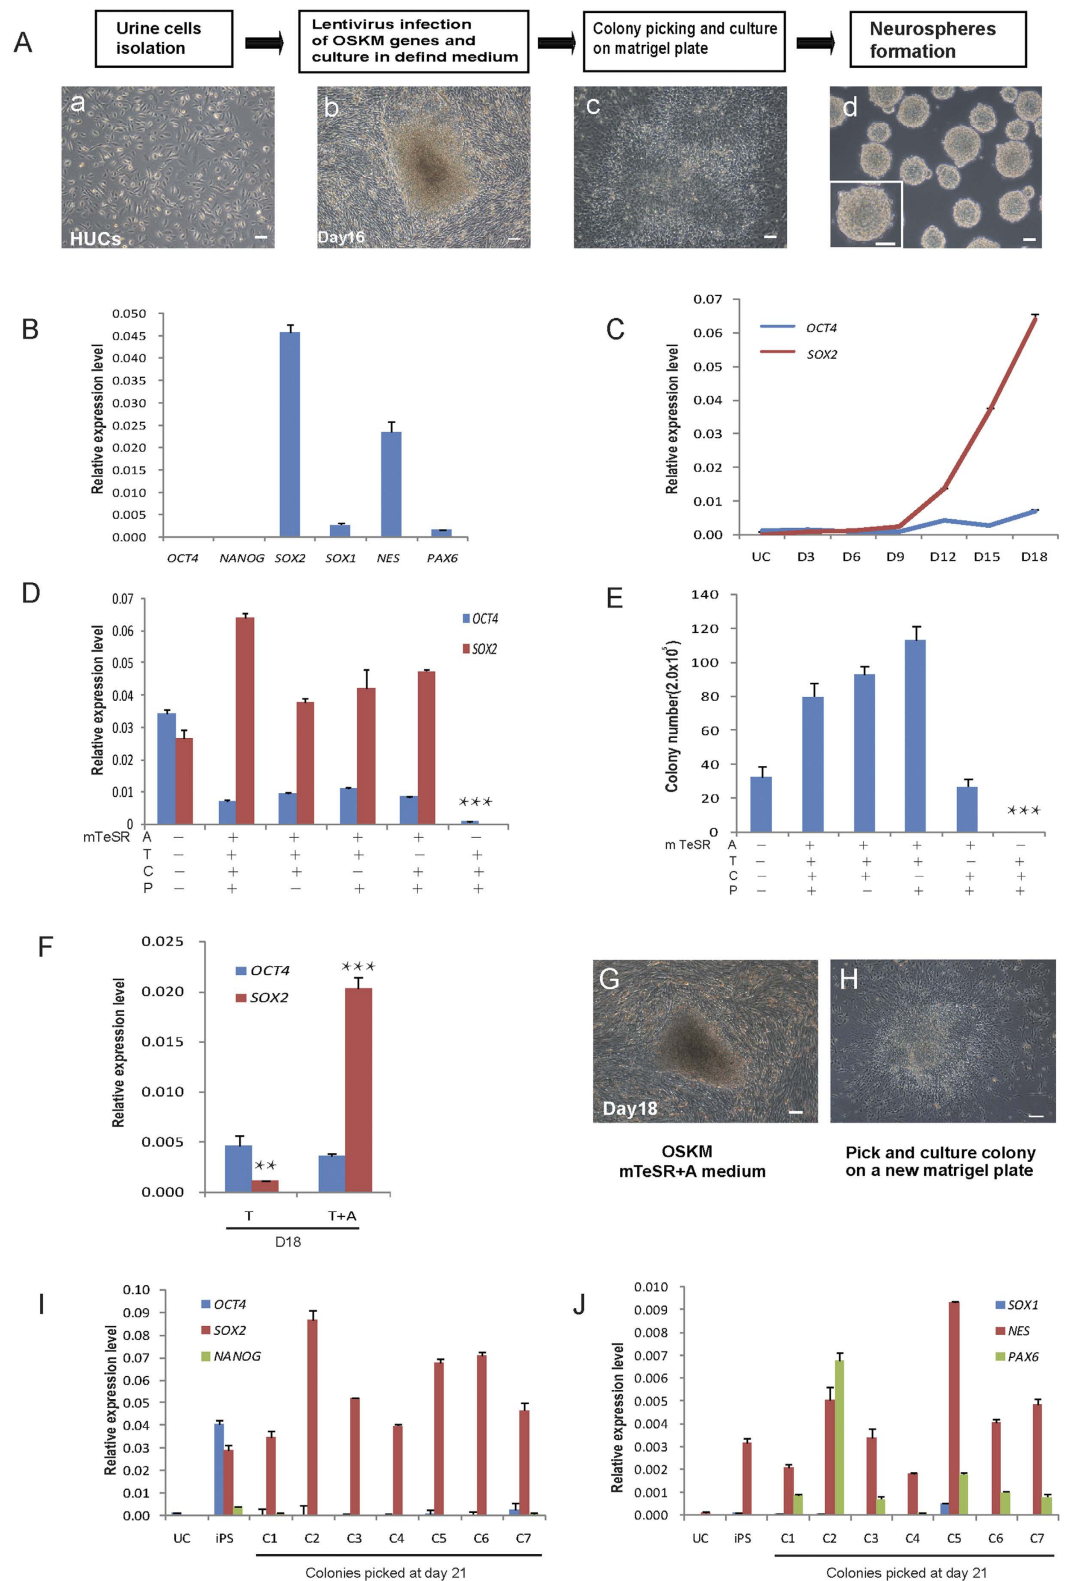 A
Urine cells
isolation
Lentivirus infection
of OSKM genes and
culture in defind medium
Colony picking and culture
on matrigel plate
Neurospheres
formation
a
HUCs
b
Day16
c
d
B
Relative expression level
0.050
0.045
0.040
0.035
0.030
0.025
0.020
0.015
0.010
0.005
0.000
OCT4 NANOG SOX2 SOX1 NES PAX6
C
Relative expression level
0.07
0.06
0.05
0.04
0.03
0.02
0.01
0.00
OCT4
SOX2
UC D3 D6 D9 D12 D15 D18
D
Relative expression level
0.07
0.06
0.05
0.04
0.03
0.02
0.01
0
OCT4
SOX2
***
mTeSR A − + + + + −
T − + + + − +
C − + − − + +
P − + − + + +
E
Colony number(2.0x10⁵)
140
120
100
80
60
40
20
0
***
m TeSR A − + + + + −
T − + + + − +
C − + + − + +
P − + − + + +
F
Relative expression level
0.025
0.020
0.015
0.010
0.005
0.000
OCT4
SOX2
***
**
T T+A
D18
G
Day18
OSKM
mTeSR+A medium
H
Pick and culture colony
on a new matrigel plate
I
Relative expression level
0.10
0.09
0.08
0.07
0.06
0.05
0.04
0.03
0.02
0.01
0.00
OCT4
SOX2
NANOG
UC iPS C1 C2 C3 C4 C5 C6 C7
Colonies picked at day 21
J
Relative expression level
0.010
0.009
0.008
0.007
0.006
0.005
0.004
0.003
0.002
0.001
0.000
SOX1
NES
PAX6
UC iPS C1 C2 C3 C4 C5 C6 C7
Colonies picked at day 21